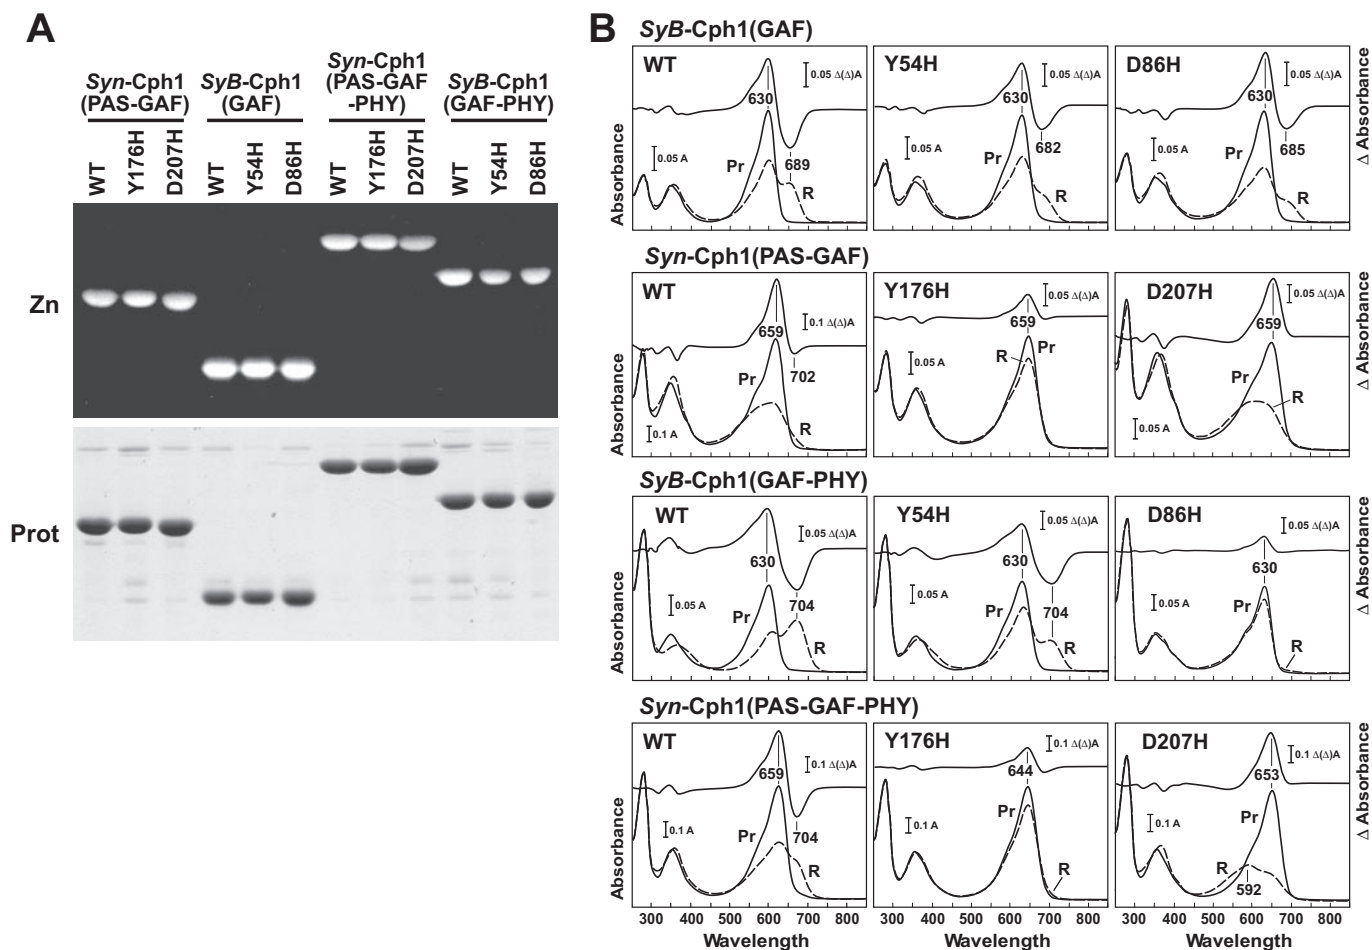 A
Syn-Cph1
(PAS-GAF)
SyB-Cph1
(GAF)
Syn-Cph1
(PAS-GAF
-PHY)
SyB-Cph1
(GAF-PHY)
WT
Y176H
D207H
WT
Y54H
D86H
WT
Y176H
D207H
WT
Y54H
D86H
Zn
Prot
B
SyB-Cph1(GAF)
WT
0.05 Δ(Δ)A
630
0.05 A
Pr
689
R
Y54H
0.05 Δ(Δ)A
630
0.05 A
Pr
682
R
D86H
0.05 Δ(Δ)A
630
0.05 A
Pr
685
R
Absorbance
Δ Absorbance
Syn-Cph1(PAS-GAF)
WT
0.1 Δ(Δ)A
659
702
Pr
0.1 A
R
Y176H
0.05 Δ(Δ)A
659
R
Pr
0.05 A
D207H
0.05 Δ(Δ)A
659
Pr
R
0.05 A
Absorbance
Δ Absorbance
SyB-Cph1(GAF-PHY)
WT
0.05 Δ(Δ)A
630
0.05 A
704
Pr
R
Y54H
0.05 Δ(Δ)A
630
0.05 A
704
Pr
R
D86H
0.05 Δ(Δ)A
630
0.05 A
Pr
R
Absorbance
Δ Absorbance
Syn-Cph1(PAS-GAF-PHY)
WT
0.1 Δ(Δ)A
659
0.1 A
704
Pr
R
Y176H
0.1 Δ(Δ)A
644
Pr
0.1 A
R
D207H
0.1 Δ(Δ)A
653
0.1 A
Pr
R
592
Absorbance
Δ Absorbance
300 400 500 600 700 800
300 400 500 600 700 800
300 400 500 600 700 800
Wavelength
Wavelength
Wavelength